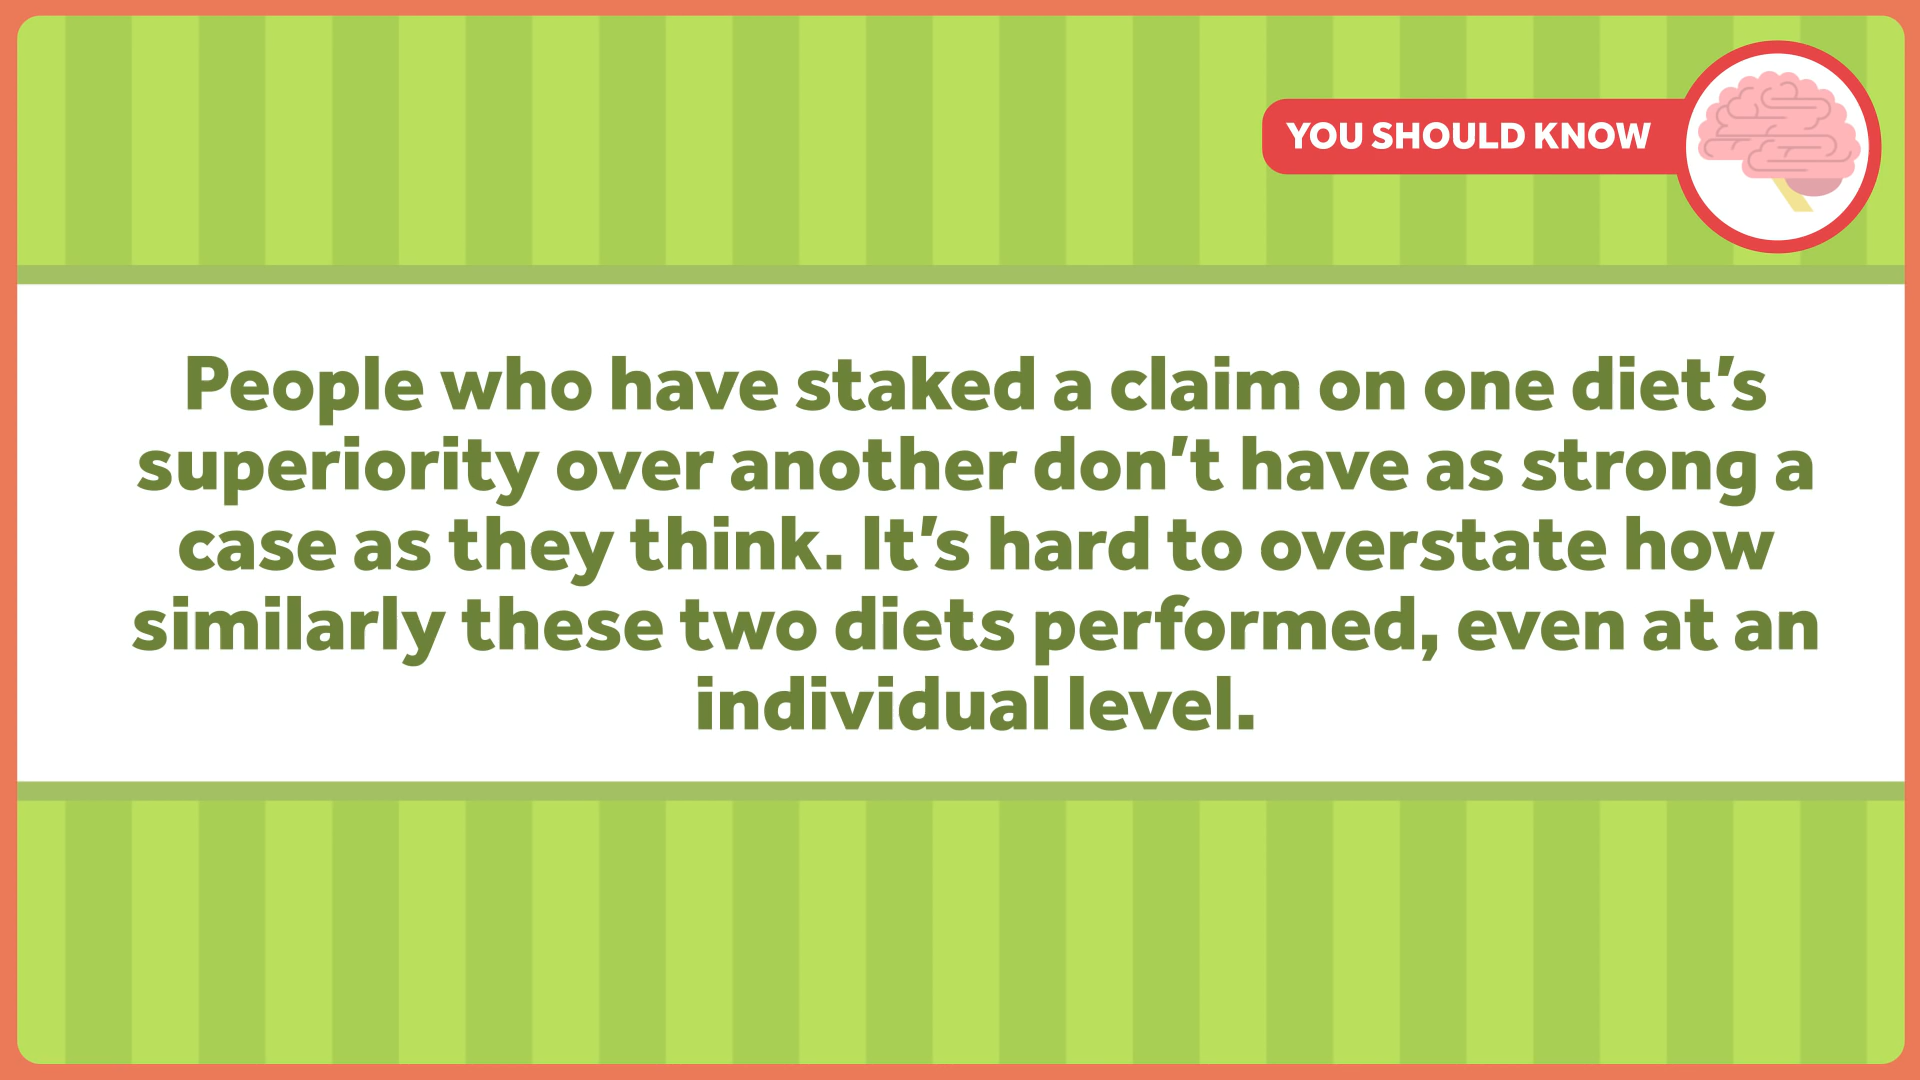 YOU SHOULD KNOW
People who have staked a claim on one diet’s
superiority over another don’t have as strong a
case as they think. It’s hard to overstate how
similarly these two diets performed, even at an
individual level.